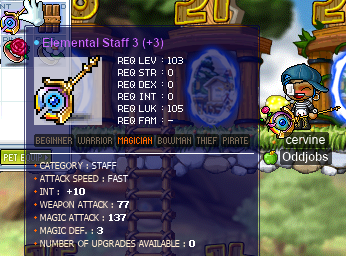 Elemental Staff 3 (+3)
REQ LEV : 103
REQ STR : 0
REQ DEX : 0
REQ INT : 0
REQ LUK : 105
REQ FAM : -
BEGINNER WARRIOR MAGICIAN BOWMAN THIEF PIRATE
CATEGORY : STAFF
ATTACK SPEED : FAST
INT : +10
WEAPON ATTACK : 77
MAGIC ATTACK : 137
MAGIC DEF. : 3
NUMBER OF UPGRADES AVAILABLE : 0
cervine
Oddjobs